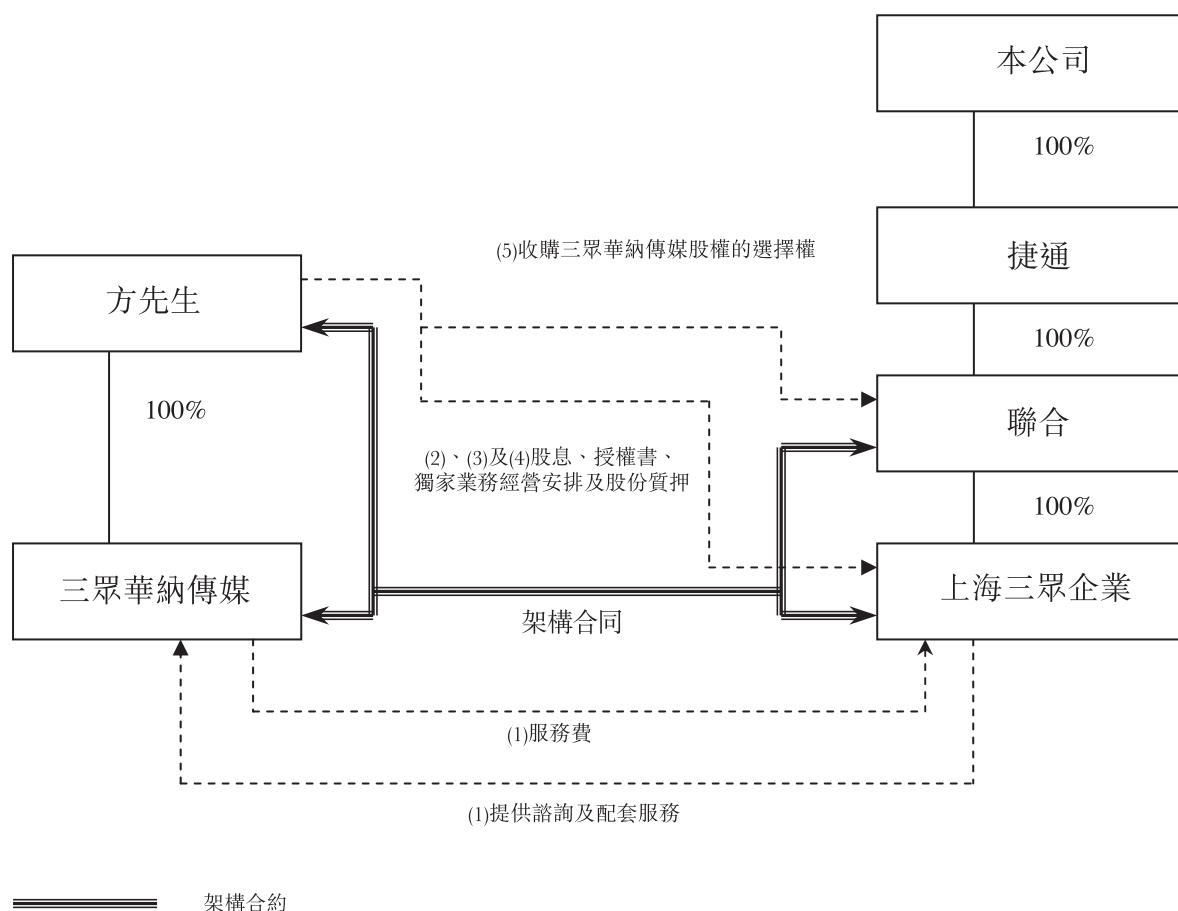 本公司
100%
(5)收購三眾華納傳媒股權的選擇權
捷通
方先生
100%
100%
聯合
(2)、(3)及(4)股息、授權書、
獨家業務經營安排及股份質押
100%
三眾華納傳媒
上海三眾企業
架構合同
(1)服務費
(1)提供諮詢及配套服務
架構合約